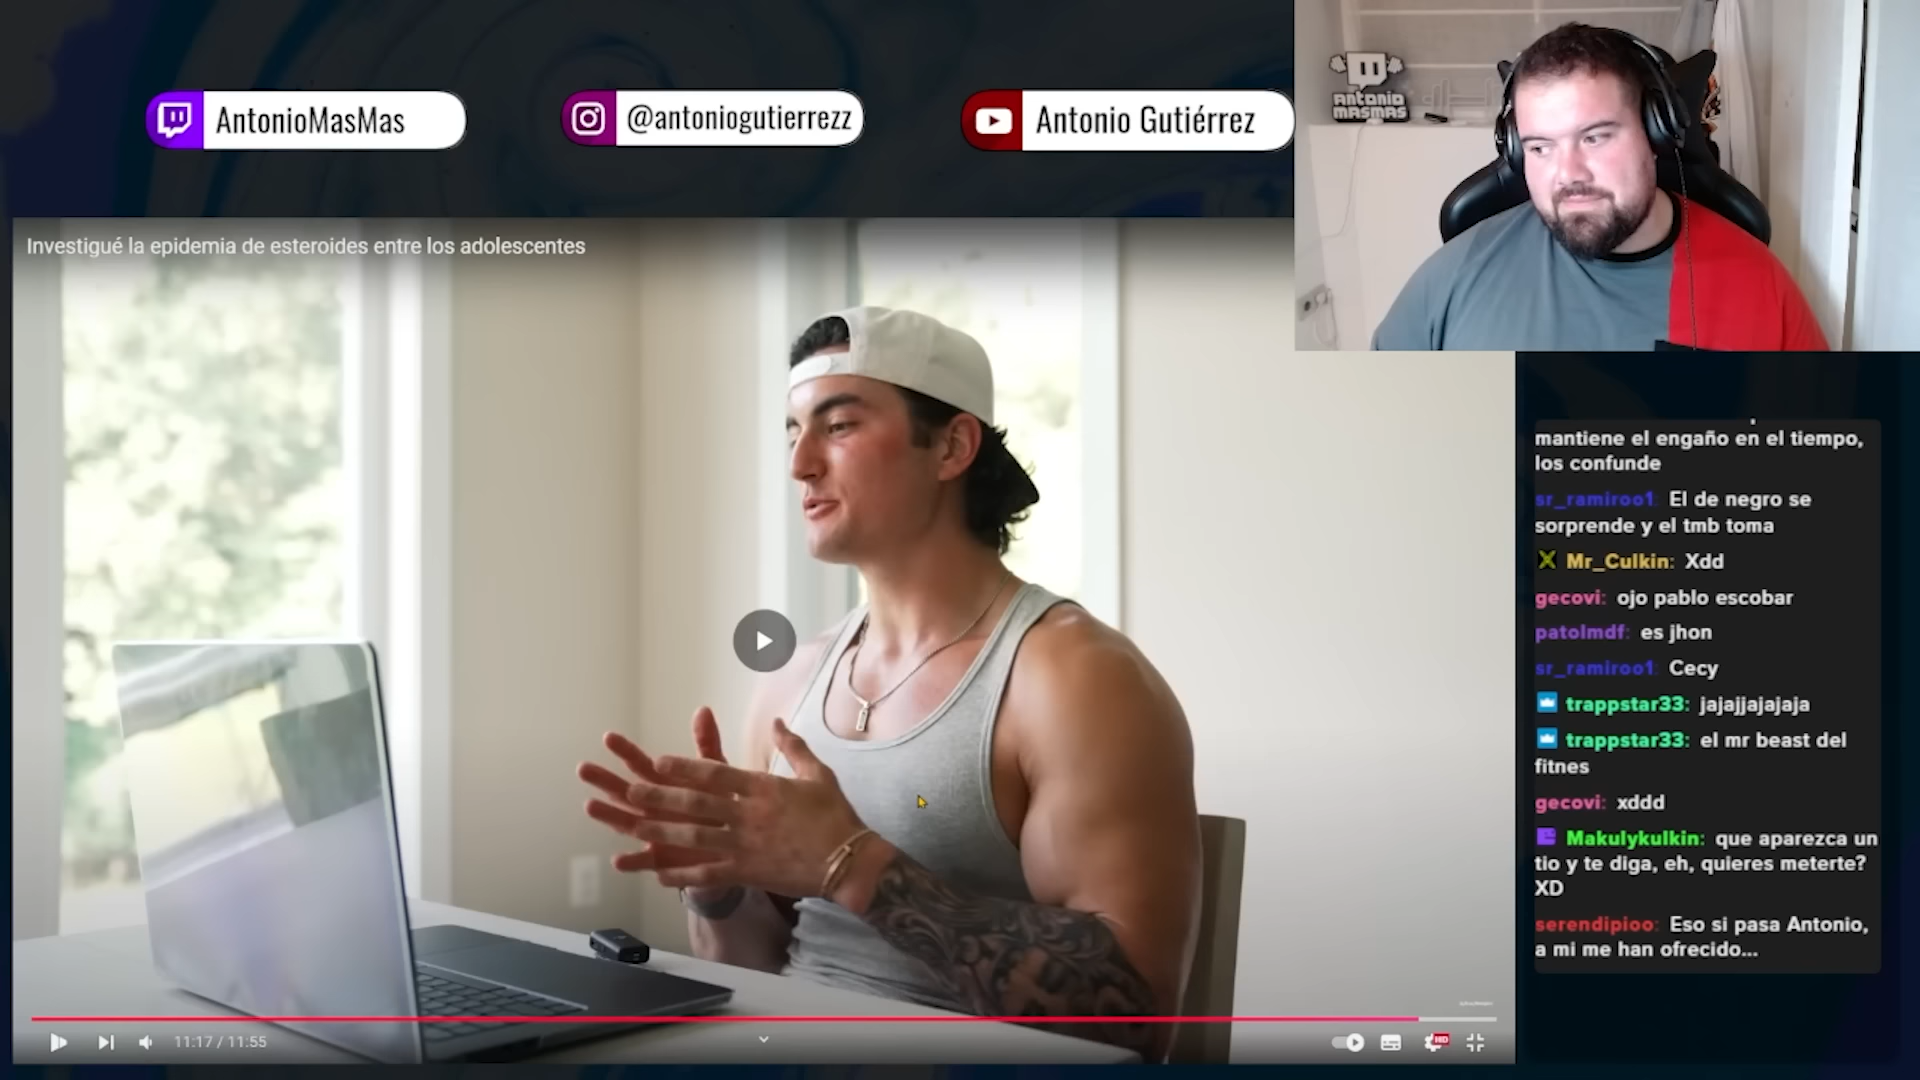 AntonioMasMas
@antoniogutierrezz
Antonio Gutiérrez
antonio
masmas
Investigué la epidemia de esteroides entre los adolescentes
mantiene el engaño en el tiempo,
los confunde
sr_ramiroo1: El de negro se
sorprende y el tmb toma
Mr_Culkin: Xdd
gecovi: ojo pablo escobar
patolmdf: es jhon
sr_ramiroo1: Cecy
trappstar33: jajajjajajaja
trappstar33: el mr beast del
fitnes
gecovi: xddd
Makulykulkin: que aparezca un
tio y te diga, eh, quieres meterte?
XD
serendipioo: Eso si pasa Antonio,
a mi me han ofrecido...
11:17 / 11:55
HD